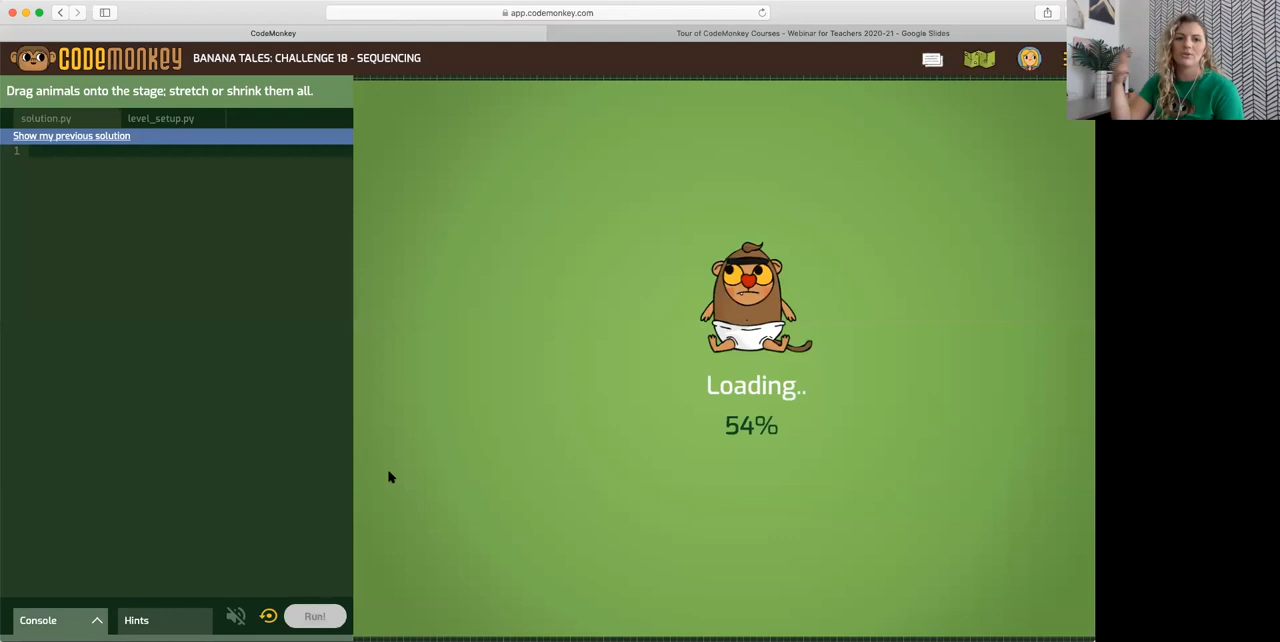 app.codemonkey.com
CodeMonkey
Tour of CodeMonkey Courses - Webinar for Teachers 2020-21 - Google Slides
CODEMONKEY
BANANA TALES: CHALLENGE 18 - SEQUENCING
Drag animals onto the stage; stretch or shrink them all.
solution.py
level_setup.py
Show my previous solution
1
Loading..
54%
Console
Hints
Run!